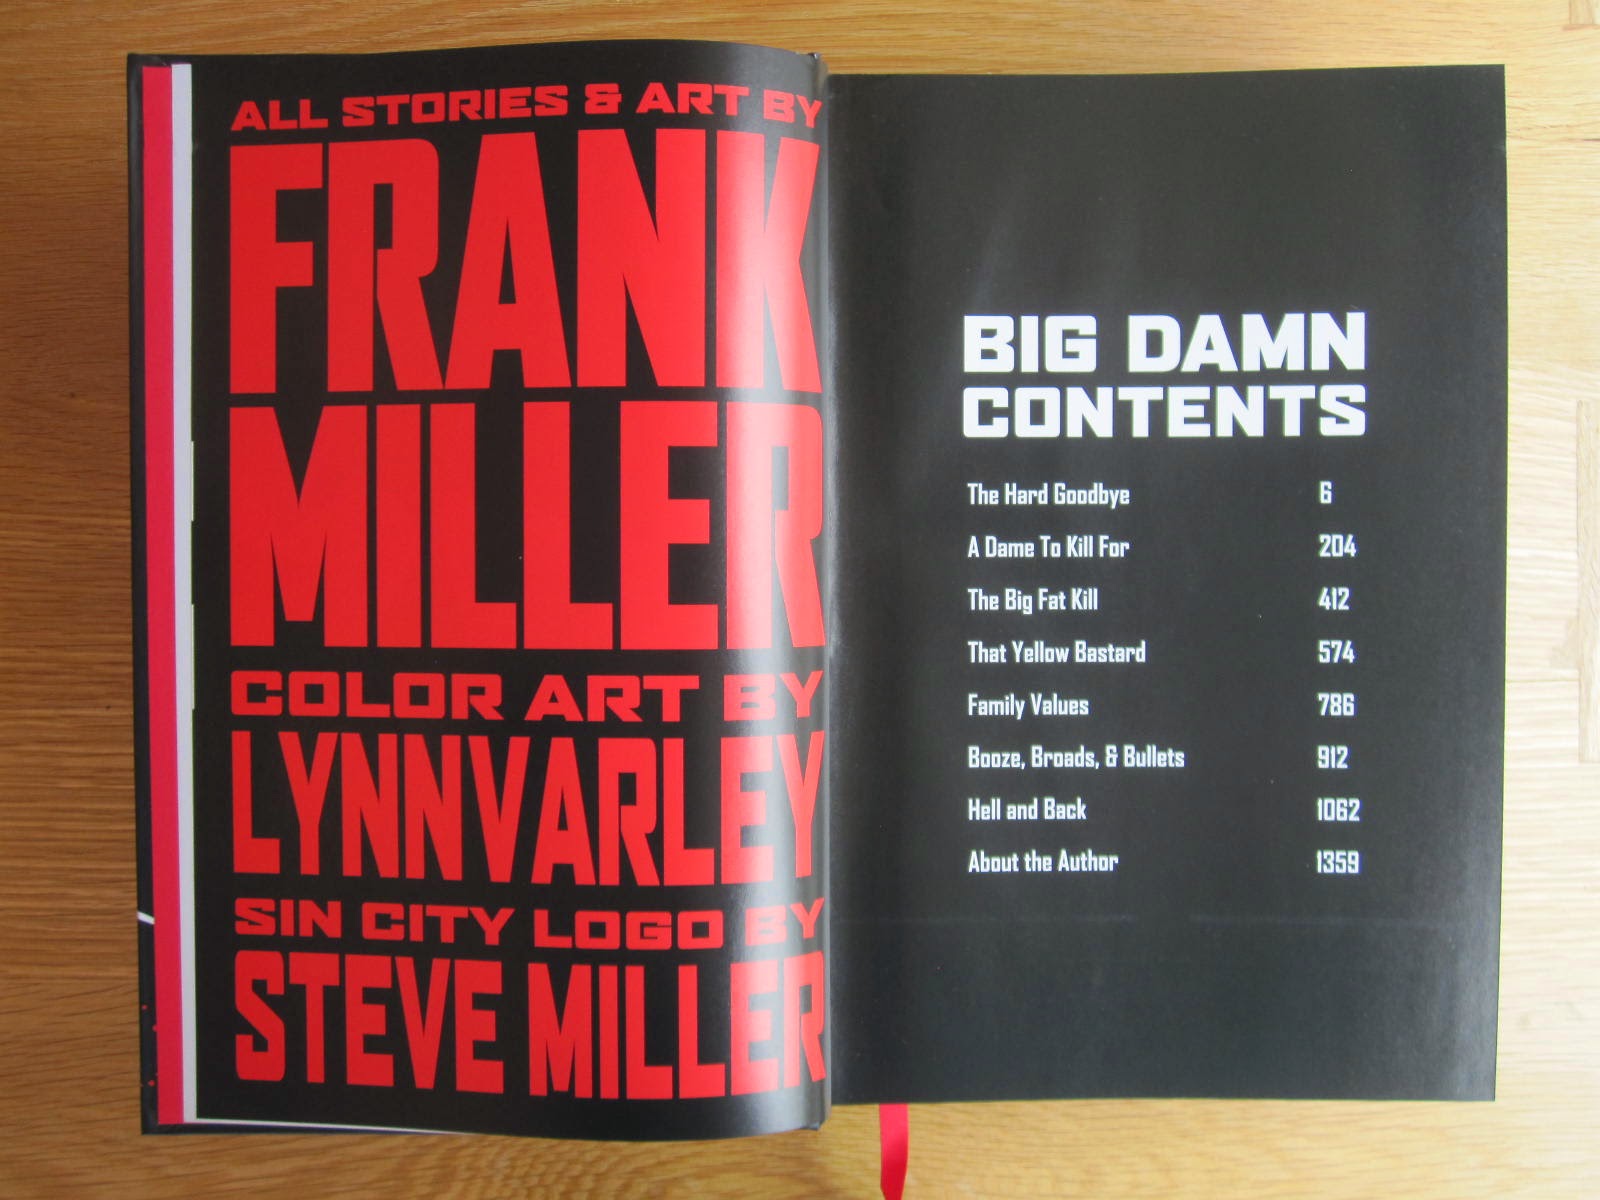 ALL STORIES & ART BY
FRANK
MILLER
COLOR ART BY
LYNN VARLEY
SIN CITY LOGO BY
STEVE MILLER
BIG DAMN
CONTENTS
The Hard Goodbye 6
A Dame To Kill For 204
The Big Fat Kill 412
That Yellow Bastard 574
Family Values 786
Booze, Broads, & Bullets 912
Hell and Back 1062
About the Author 1359